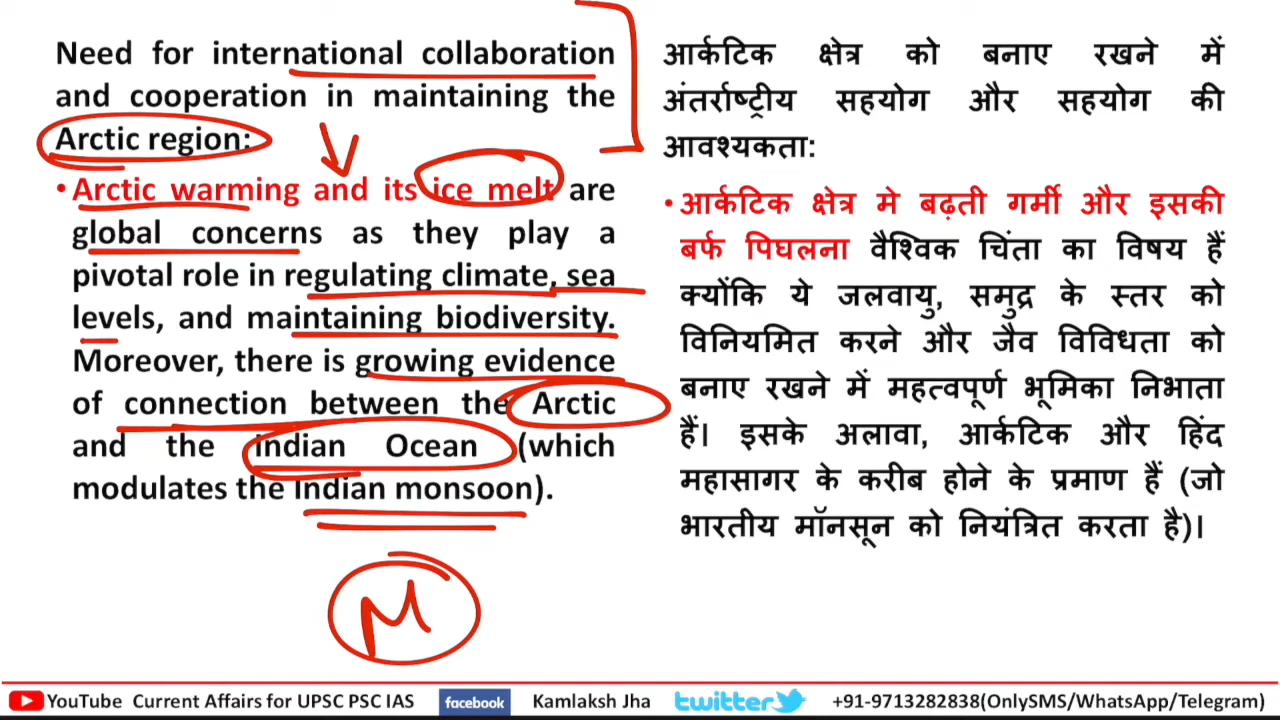 Need for international collaboration
and cooperation in maintaining the
Arctic region:
• Arctic warming and its ice melt are
global concerns as they play a
pivotal role in regulating climate, sea
levels, and maintaining biodiversity.
Moreover, there is growing evidence
of connection between the Arctic
and the Indian Ocean (which
modulates the Indian monsoon).
M
आर्कटिक क्षेत्र को बनाए रखने में
अंतर्राष्ट्रीय सहयोग और सहयोग की
आवश्यकता:
• आर्कटिक क्षेत्र मे बढ़ती गर्मी और इसकी
बर्फ पिघलना वैश्विक चिंता का विषय हैं
क्योंकि ये जलवायु, समुद्र के स्तर को
विनियमित करने और जैव विविधता को
बनाए रखने में महत्वपूर्ण भूमिका निभाता
हैं। इसके अलावा, आर्कटिक और हिंद
महासागर के करीब होने के प्रमाण हैं (जो
भारतीय मॉनसून को नियंत्रित करता है)।
YouTube Current Affairs for UPSC PSC IAS facebook Kamlaksh Jha twitter +91-9713282838(OnlySMS/WhatsApp/Telegram)